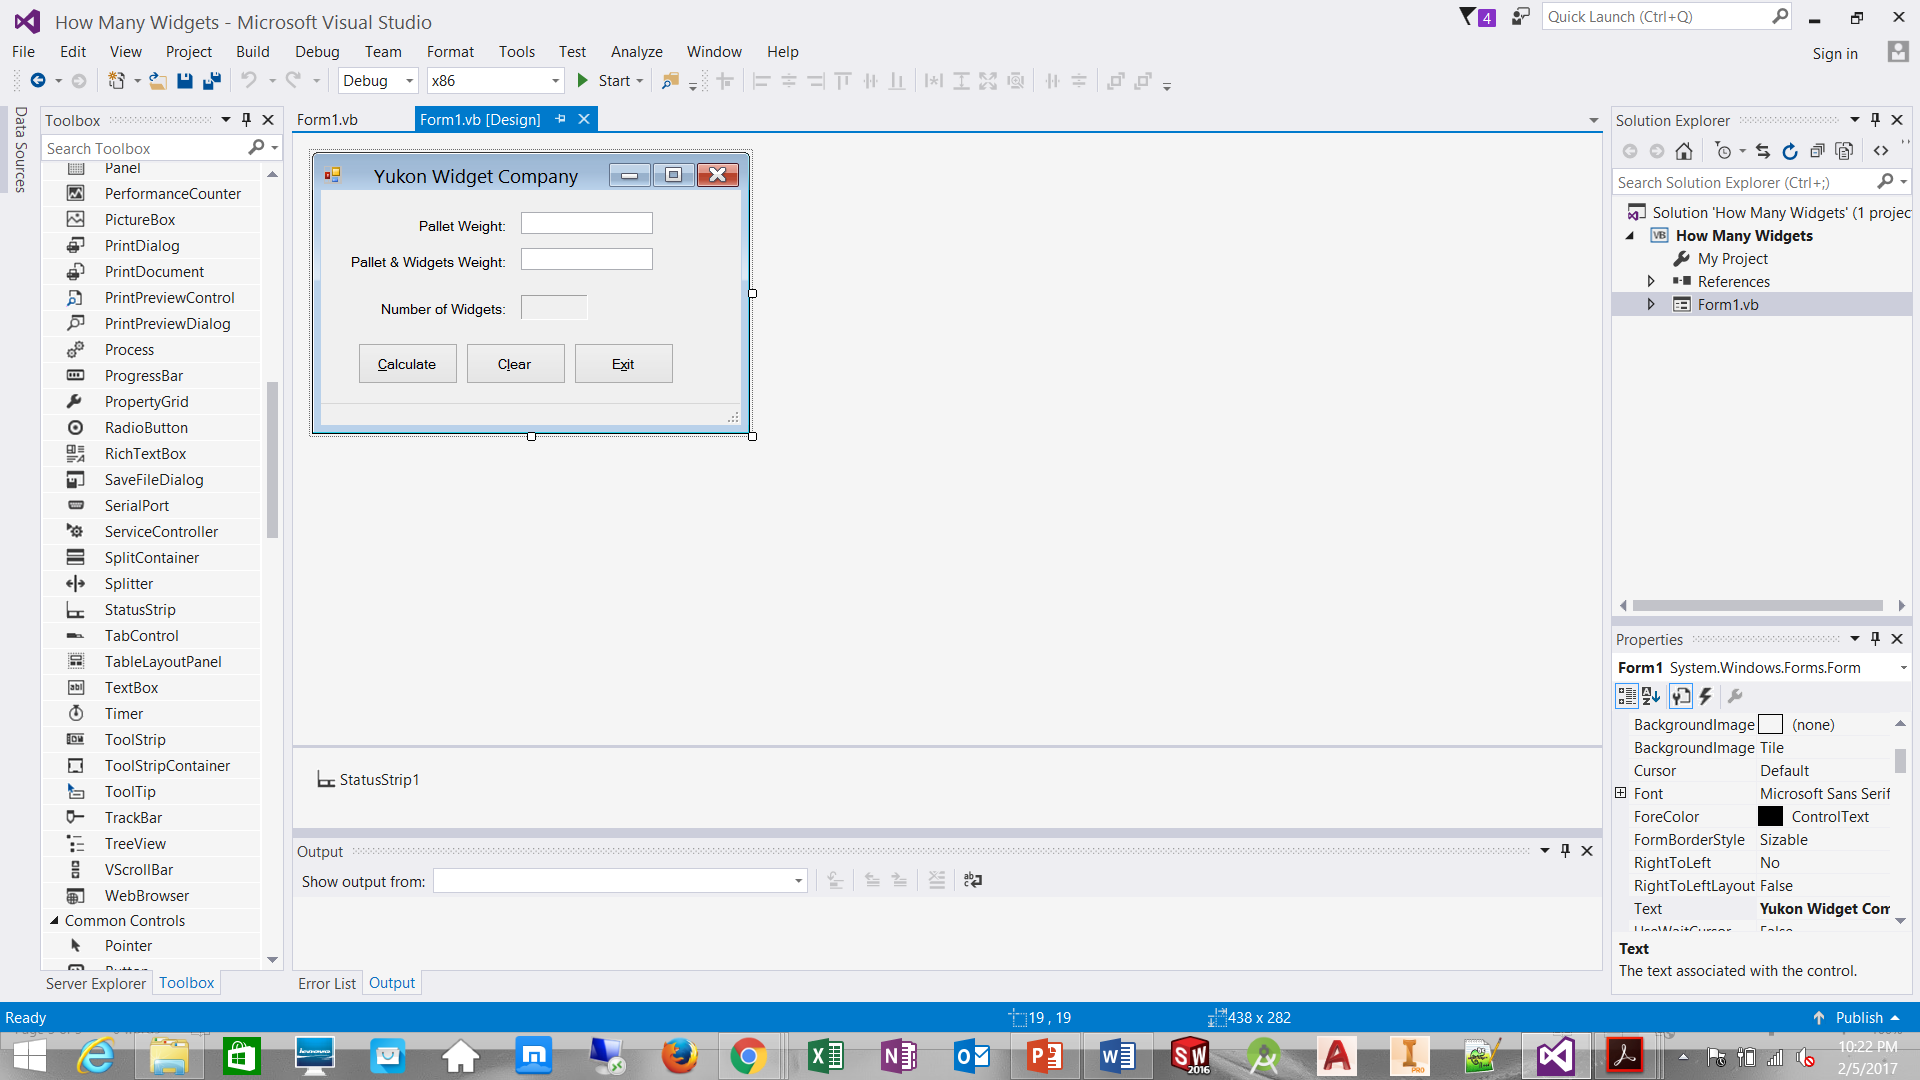 How Many Widgets - Microsoft Visual Studio
4
Quick Launch (Ctrl+Q)
File Edit View Project Build Debug Team Format Tools Test Analyze Window Help
Sign in
Debug x86 Start
Data Sources
Toolbox
Search Toolbox
Panel
PerformanceCounter
PictureBox
PrintDialog
PrintDocument
PrintPreviewControl
PrintPreviewDialog
Process
ProgressBar
PropertyGrid
RadioButton
RichTextBox
SaveFileDialog
SerialPort
ServiceController
SplitContainer
Splitter
StatusStrip
TabControl
TableLayoutPanel
TextBox
Timer
ToolStrip
ToolStripContainer
ToolTip
TrackBar
TreeView
VScrollBar
WebBrowser
Common Controls
Pointer
Button
Server Explorer Toolbox
Form1.vb Form1.vb [Design]
Yukon Widget Company
Pallet Weight:
Pallet & Widgets Weight:
Number of Widgets:
Calculate Clear Exit
StatusStrip1
Output
Show output from:
Error List Output
Solution Explorer
Search Solution Explorer (Ctrl+;)
Solution 'How Many Widgets' (1 projec
VB How Many Widgets
My Project
References
Form1.vb
Properties
Form1 System.Windows.Forms.Form
BackgroundImage (none)
BackgroundImage Tile
Cursor Default
Font Microsoft Sans Serif
ForeColor ControlText
FormBorderStyle Sizable
RightToLeft No
RightToLeftLayout False
Text Yukon Widget Com
UseWaitCursor False
Text
The text associated with the control.
Ready 19 , 19 438 x 282 Publish
SW 2016
PRO
10:22 PM
2/5/2017